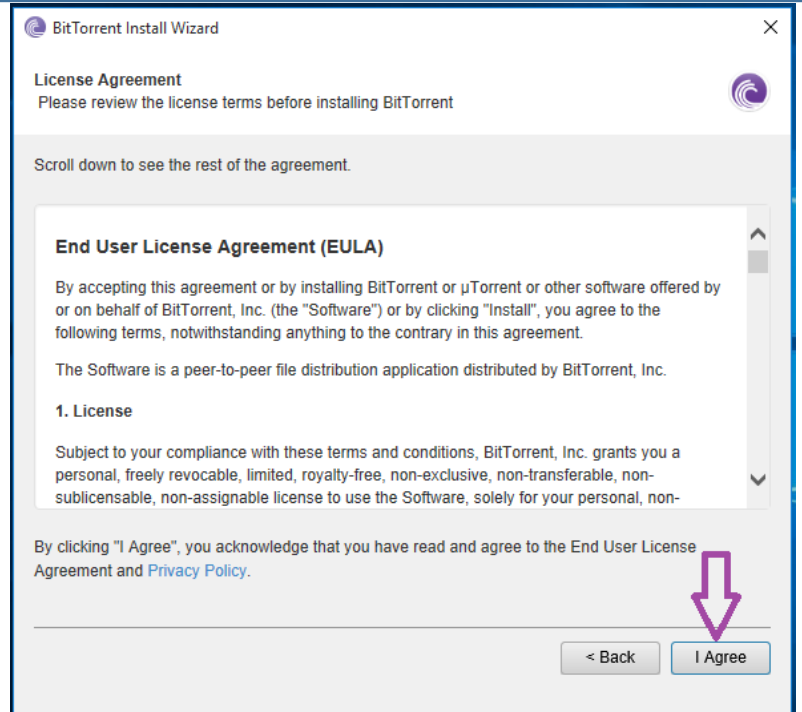 BitTorrent Install Wizard
License Agreement
Please review the license terms before installing BitTorrent
Scroll down to see the rest of the agreement.
End User License Agreement (EULA)
By accepting this agreement or by installing BitTorrent or µTorrent or other software offered by
or on behalf of BitTorrent, Inc. (the "Software") or by clicking "Install", you agree to the
following terms, notwithstanding anything to the contrary in this agreement.
The Software is a peer-to-peer file distribution application distributed by BitTorrent, Inc.
1. License
Subject to your compliance with these terms and conditions, BitTorrent, Inc. grants you a
personal, freely revocable, limited, royalty-free, non-exclusive, non-transferable, non-
sublicensable, non-assignable license to use the Software, solely for your personal, non-
By clicking "I Agree", you acknowledge that you have read and agree to the End User License
Agreement and Privacy Policy.
< Back
I Agree